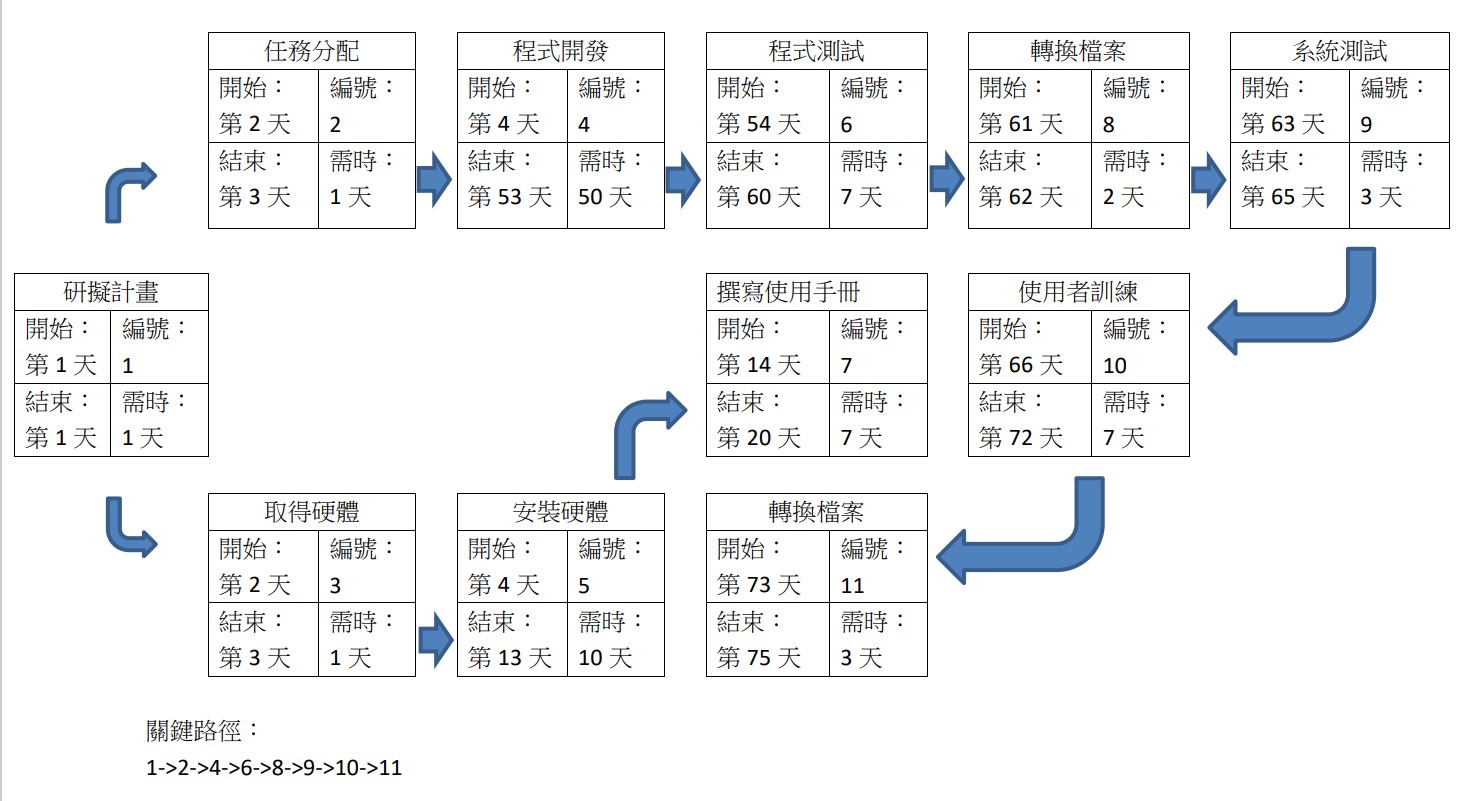 任務分配
開始：
第 2 天
編號：
2
結束：
第 3 天
需時：
1 天
程式開發
開始：
第 4 天
編號：
4
結束：
第 53 天
需時：
50 天
程式測試
開始：
第 54 天
編號：
6
結束：
第 60 天
需時：
7 天
轉換檔案
開始：
第 61 天
編號：
8
結束：
第 62 天
需時：
2 天
系統測試
開始：
第 63 天
編號：
9
結束：
第 65 天
需時：
3 天
研擬計畫
開始：
第 1 天
編號：
1
結束：
第 1 天
需時：
1 天
撰寫使用手冊
開始：
第 14 天
編號：
7
結束：
第 20 天
需時：
7 天
使用者訓練
開始：
第 66 天
編號：
10
結束：
第 72 天
需時：
7 天
取得硬體
開始：
第 2 天
編號：
3
結束：
第 3 天
需時：
1 天
安裝硬體
開始：
第 4 天
編號：
5
結束：
第 13 天
需時：
10 天
轉換檔案
開始：
第 73 天
編號：
11
結束：
第 75 天
需時：
3 天
關鍵路徑：
1->2->4->6->8->9->10->11